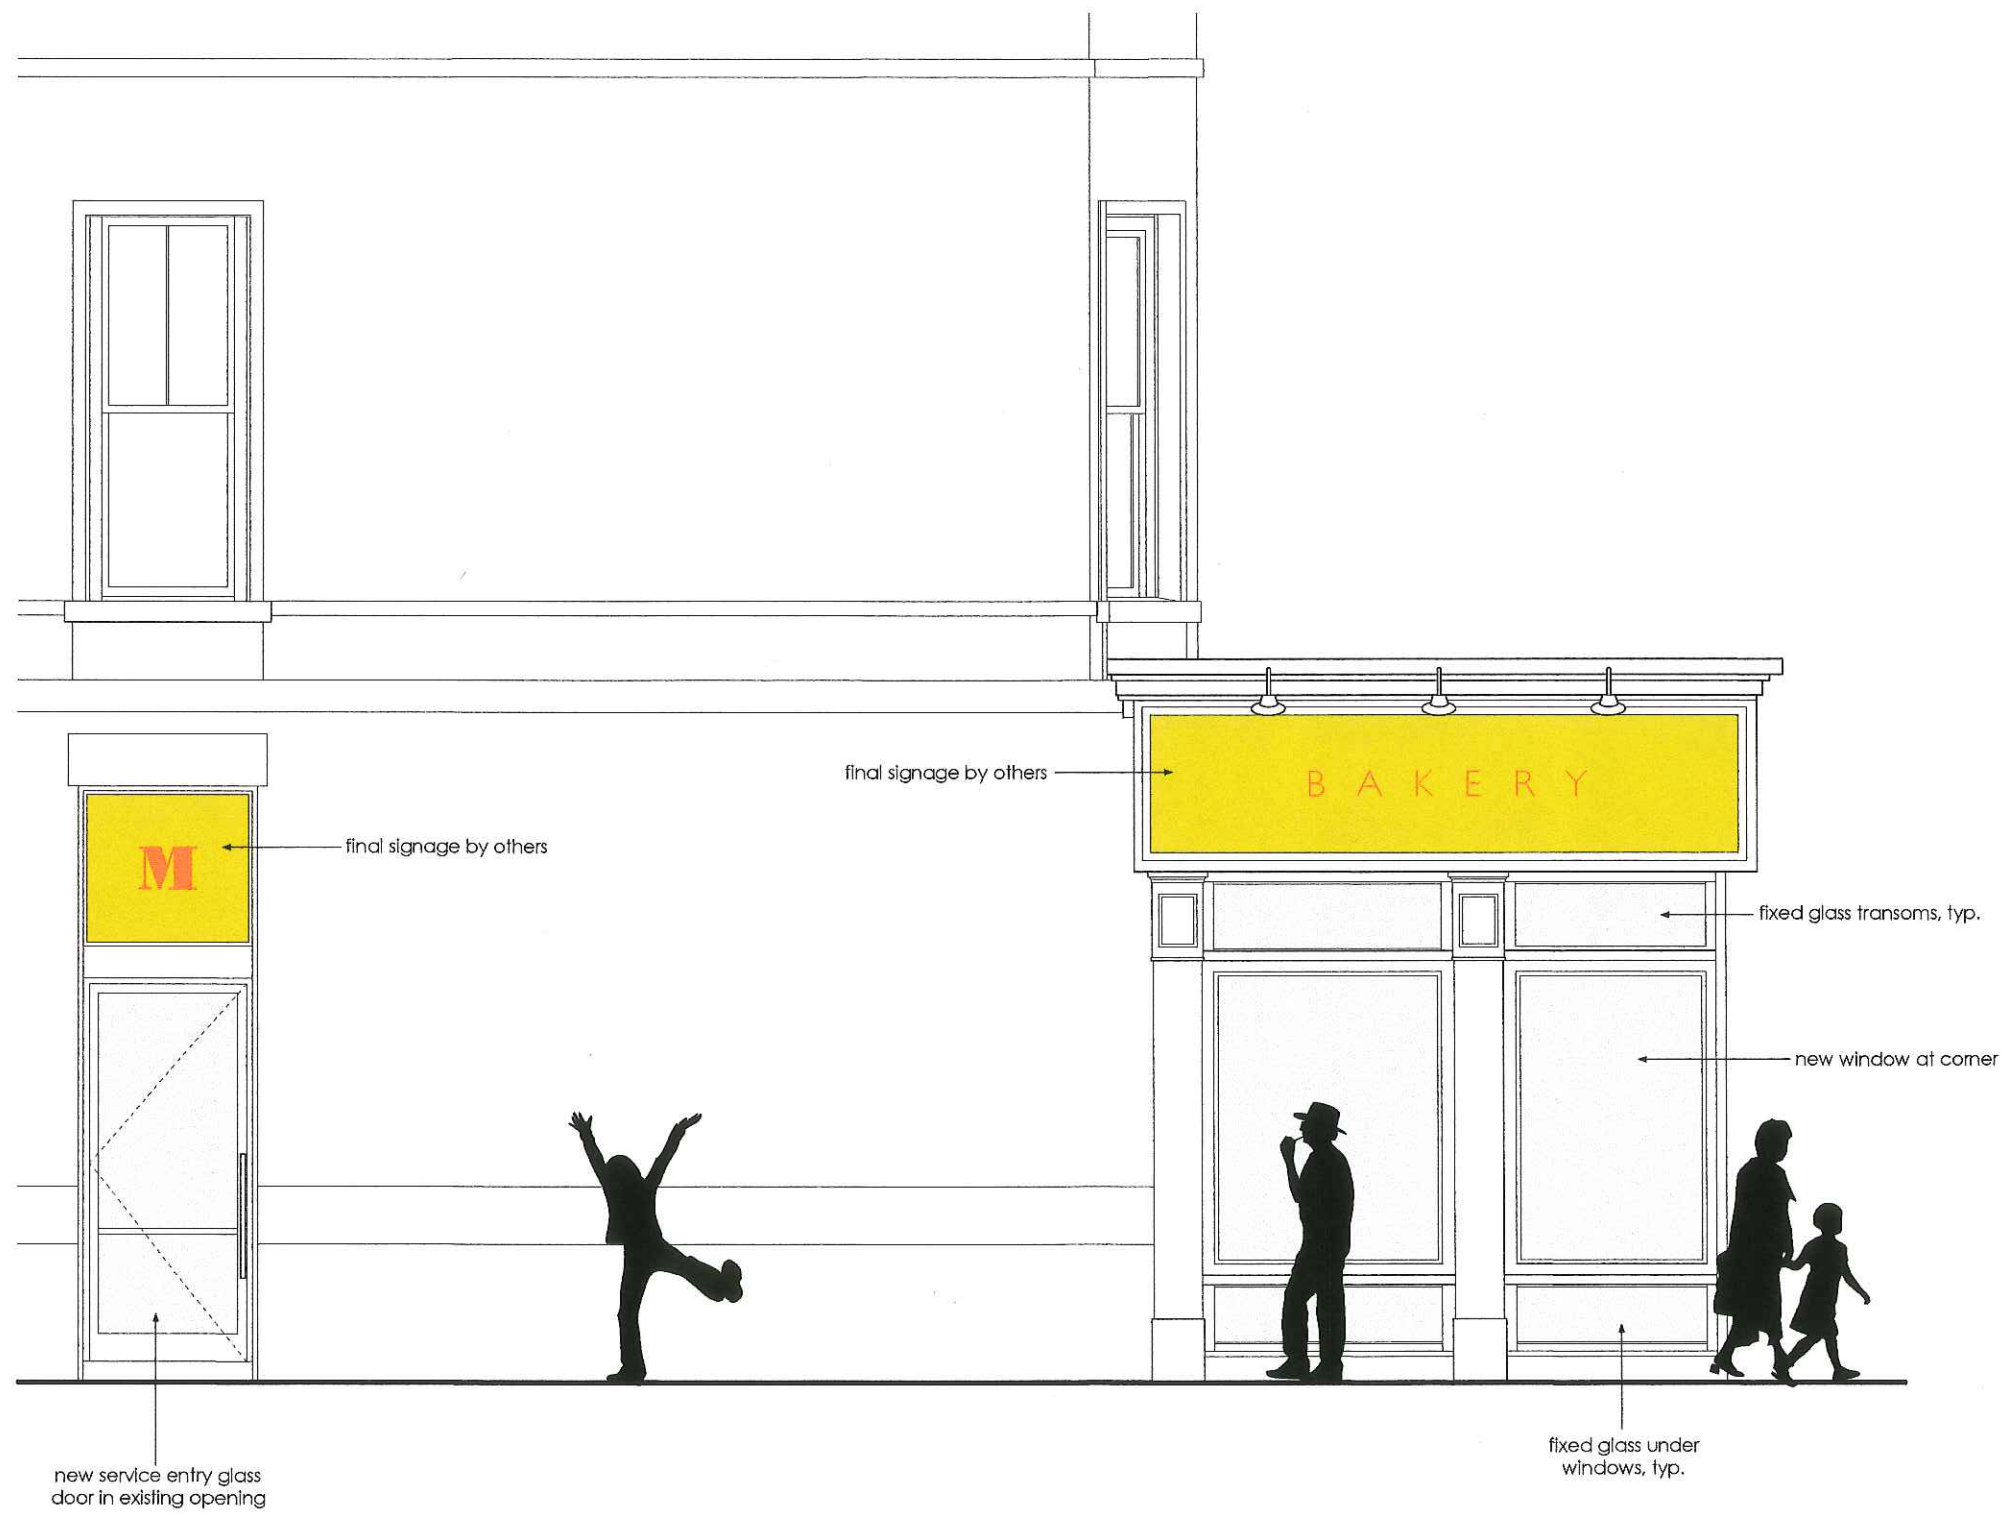 final signage by others
BAKERY
M
final signage by others
fixed glass transoms, typ.
new window at corner
fixed glass under
windows, typ.
new service entry glass
door in existing opening